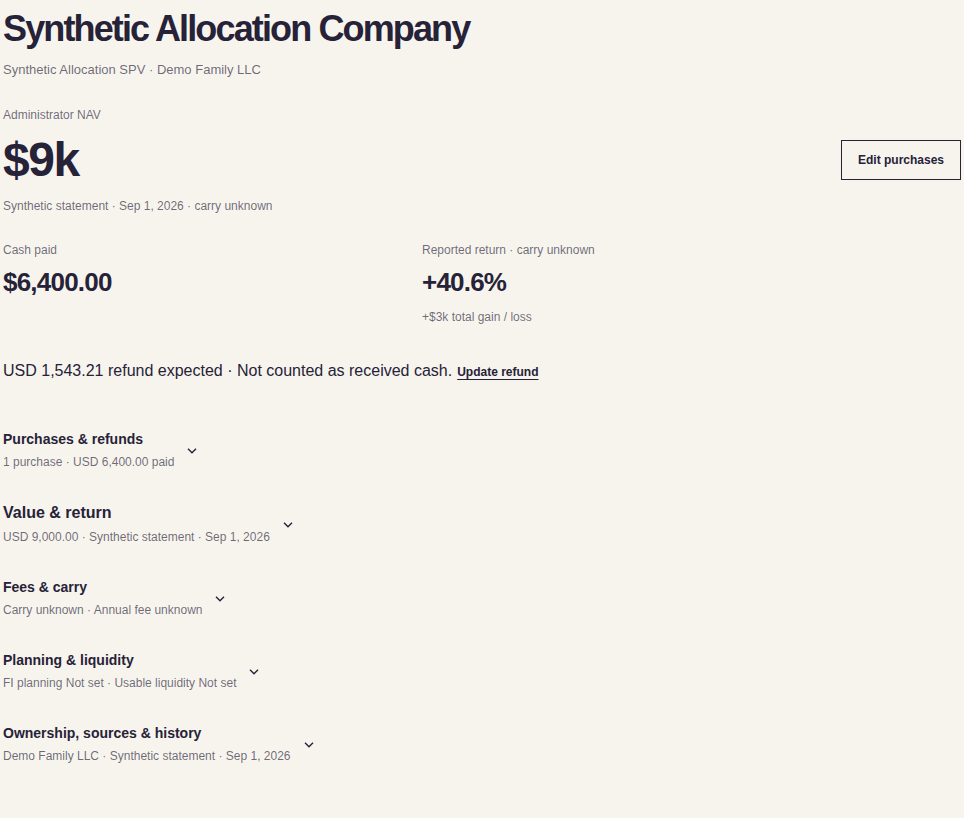 Synthetic Allocation Company
Synthetic Allocation SPV · Demo Family LLC
Administrator NAV
$9k
Edit purchases
Synthetic statement · Sep 1, 2026 · carry unknown
Cash paid
$6,400.00
Reported return · carry unknown
+40.6%
+$3k total gain / loss
USD 1,543.21 refund expected · Not counted as received cash. Update refund
Purchases & refunds
1 purchase · USD 6,400.00 paid
Value & return
USD 9,000.00 · Synthetic statement · Sep 1, 2026
Fees & carry
Carry unknown · Annual fee unknown
Planning & liquidity
FI planning Not set · Usable liquidity Not set
Ownership, sources & history
Demo Family LLC · Synthetic statement · Sep 1, 2026